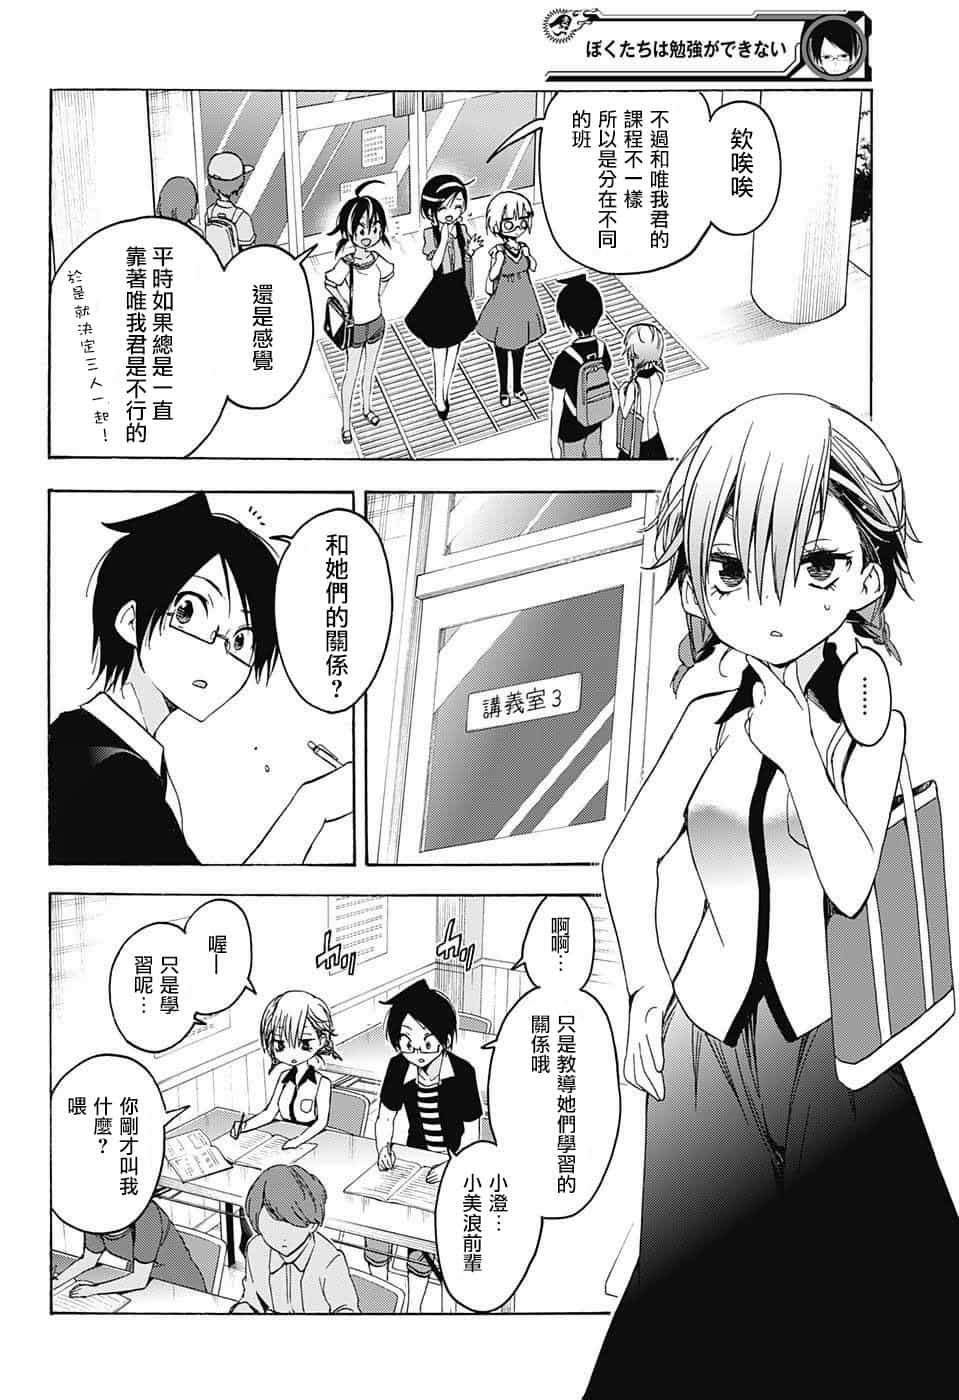 ぼくたちは勉強ができない
欸唉唉
不過和唯我君的
課程不一樣
所以是分在不同
的班
還是感覺
平時如果總是一直
靠著唯我君是不行的
於是就決定三人一起！
………
講義室3
和她們的關係？
啊啊…
只是教導她們學習的
關係哦
小澄…
小美浪前輩
カリ
カリ
喔—
只是學
習呢…
你剛才叫我
什麼？
喂